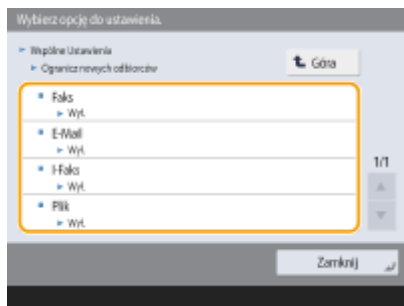 Wybierz opcję do ustawienia.
Wspólne Ustawienia
Ogranicz nowych odbiorców
Góra
Faks
Wył.
E-Mail
Wył.
I-Faks
Wył.
Plik
Wył.
1/1
Zamknij